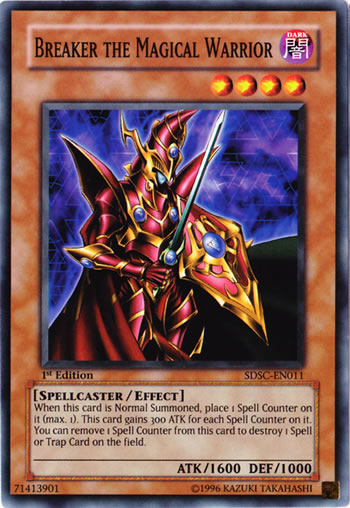 BREAKER THE MAGICAL WARRIOR
DARK
闇
1st Edition
SDSC-EN011
[SPELLCASTER / EFFECT]
When this card is Normal Summoned, place 1 Spell Counter on
it (max. 1). This card gains 300 ATK for each Spell Counter on it.
You can remove 1 Spell Counter from this card to destroy 1 Spell
or Trap Card on the field.
ATK/1600 DEF/1000
71413901
©1996 KAZUKI TAKAHASHI